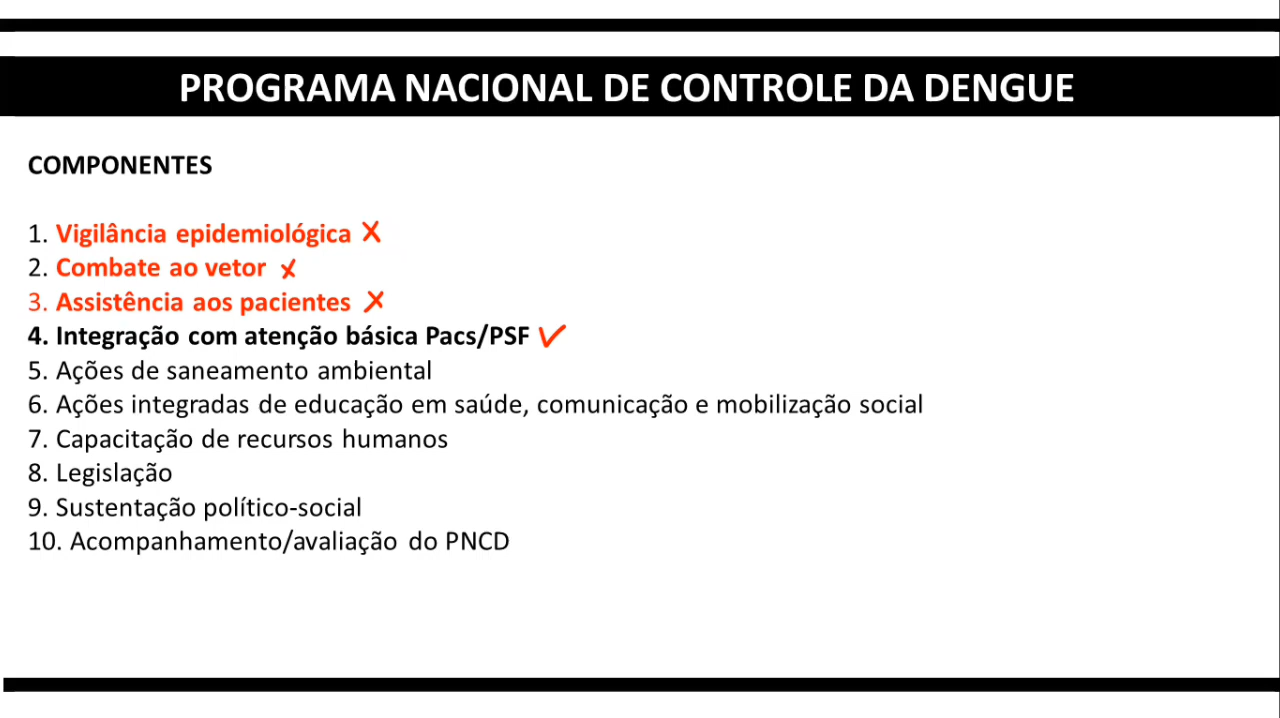 PROGRAMA NACIONAL DE CONTROLE DA DENGUE
COMPONENTES
1. Vigilância epidemiológica X
2. Combate ao vetor X
3. Assistência aos pacientes X
4. Integração com atenção básica Pacs/PSF ✓
5. Ações de saneamento ambiental
6. Ações integradas de educação em saúde, comunicação e mobilização social
7. Capacitação de recursos humanos
8. Legislação
9. Sustentação político-social
10. Acompanhamento/avaliação do PNCD